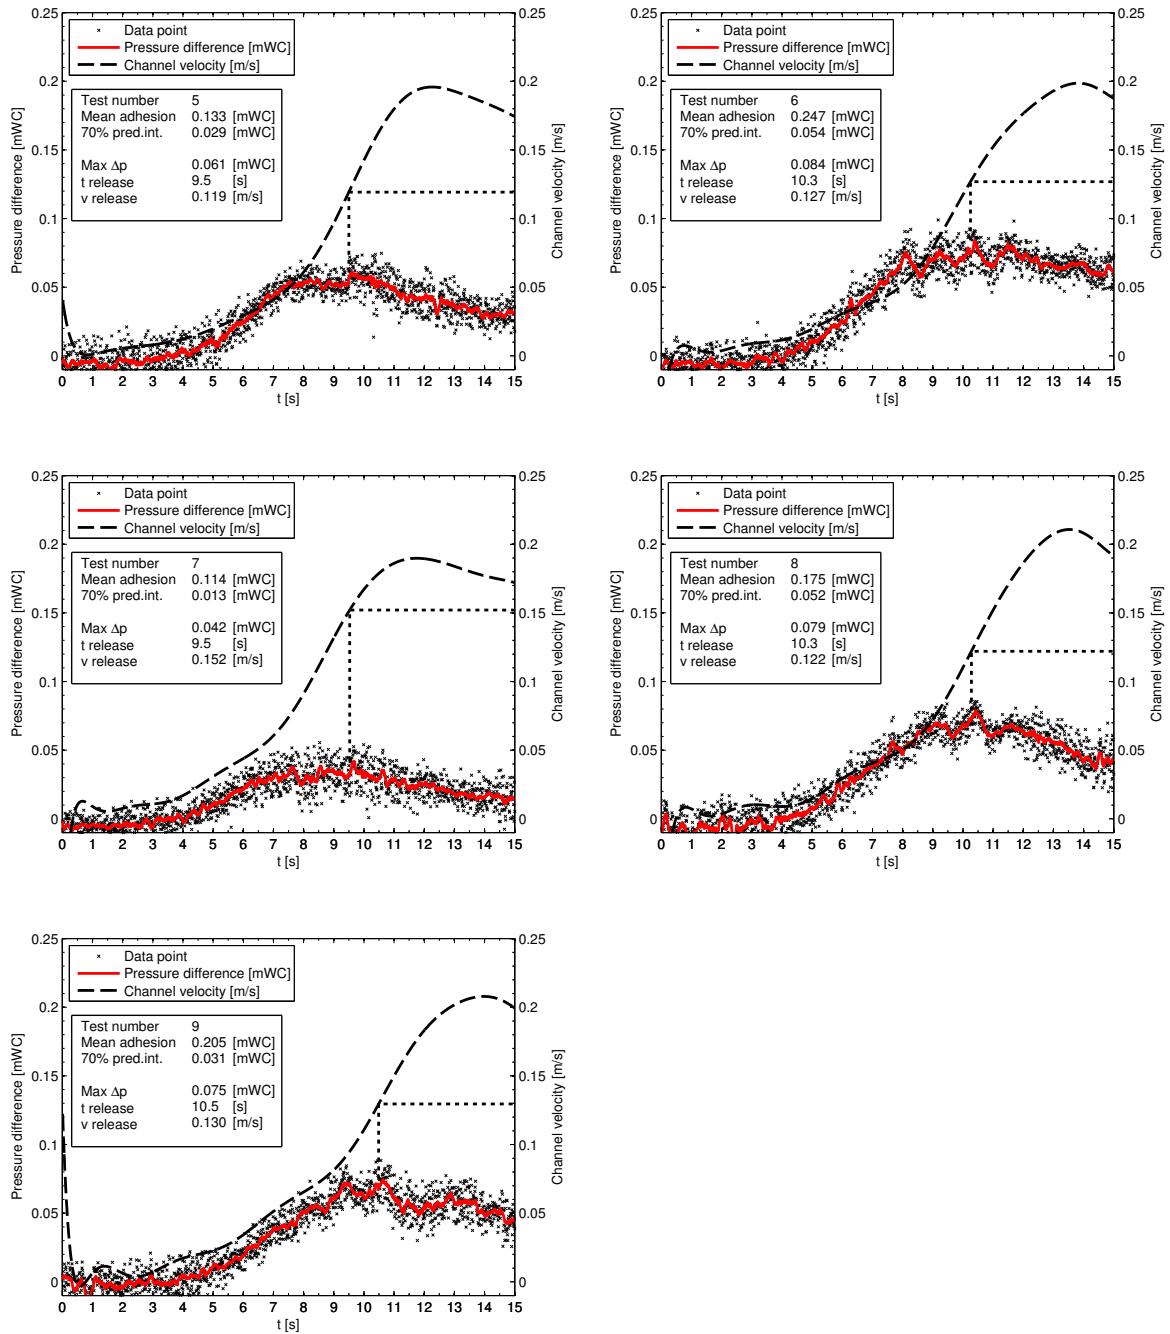 Data point
Pressure difference [mWC]
Channel velocity [m/s]
Test number 5
Mean adhesion 0.133 [mWC]
70% pred.int. 0.029 [mWC]
Max Δp 0.061 [mWC]
t release 9.5 [s]
v release 0.119 [m/s]
0.25
0.2
0.15
0.1
0.05
0
Pressure difference [mWC]
0.25
0.2
0.15
0.1
0.05
0
Channel velocity [m/s]
0 1 2 3 4 5 6 7 8 9 10 11 12 13 14 15
t [s]
Data point
Pressure difference [mWC]
Channel velocity [m/s]
Test number 6
Mean adhesion 0.247 [mWC]
70% pred.int. 0.054 [mWC]
Max Δp 0.084 [mWC]
t release 10.3 [s]
v release 0.127 [m/s]
0.25
0.2
0.15
0.1
0.05
0
Pressure difference [mWC]
0.25
0.2
0.15
0.1
0.05
0
Channel velocity [m/s]
0 1 2 3 4 5 6 7 8 9 10 11 12 13 14 15
t [s]
Data point
Pressure difference [mWC]
Channel velocity [m/s]
Test number 7
Mean adhesion 0.114 [mWC]
70% pred.int. 0.013 [mWC]
Max Δp 0.042 [mWC]
t release 9.5 [s]
v release 0.152 [m/s]
0.25
0.2
0.15
0.1
0.05
0
Pressure difference [mWC]
0.25
0.2
0.15
0.1
0.05
0
Channel velocity [m/s]
0 1 2 3 4 5 6 7 8 9 10 11 12 13 14 15
t [s]
Data point
Pressure difference [mWC]
Channel velocity [m/s]
Test number 8
Mean adhesion 0.175 [mWC]
70% pred.int. 0.052 [mWC]
Max Δp 0.079 [mWC]
t release 10.3 [s]
v release 0.122 [m/s]
0.25
0.2
0.15
0.1
0.05
0
Pressure difference [mWC]
0.25
0.2
0.15
0.1
0.05
0
Channel velocity [m/s]
0 1 2 3 4 5 6 7 8 9 10 11 12 13 14 15
t [s]
Data point
Pressure difference [mWC]
Channel velocity [m/s]
Test number 9
Mean adhesion 0.205 [mWC]
70% pred.int. 0.031 [mWC]
Max Δp 0.075 [mWC]
t release 10.5 [s]
v release 0.130 [m/s]
0.25
0.2
0.15
0.1
0.05
0
Pressure difference [mWC]
0.25
0.2
0.15
0.1
0.05
0
Channel velocity [m/s]
0 1 2 3 4 5 6 7 8 9 10 11 12 13 14 15
t [s]